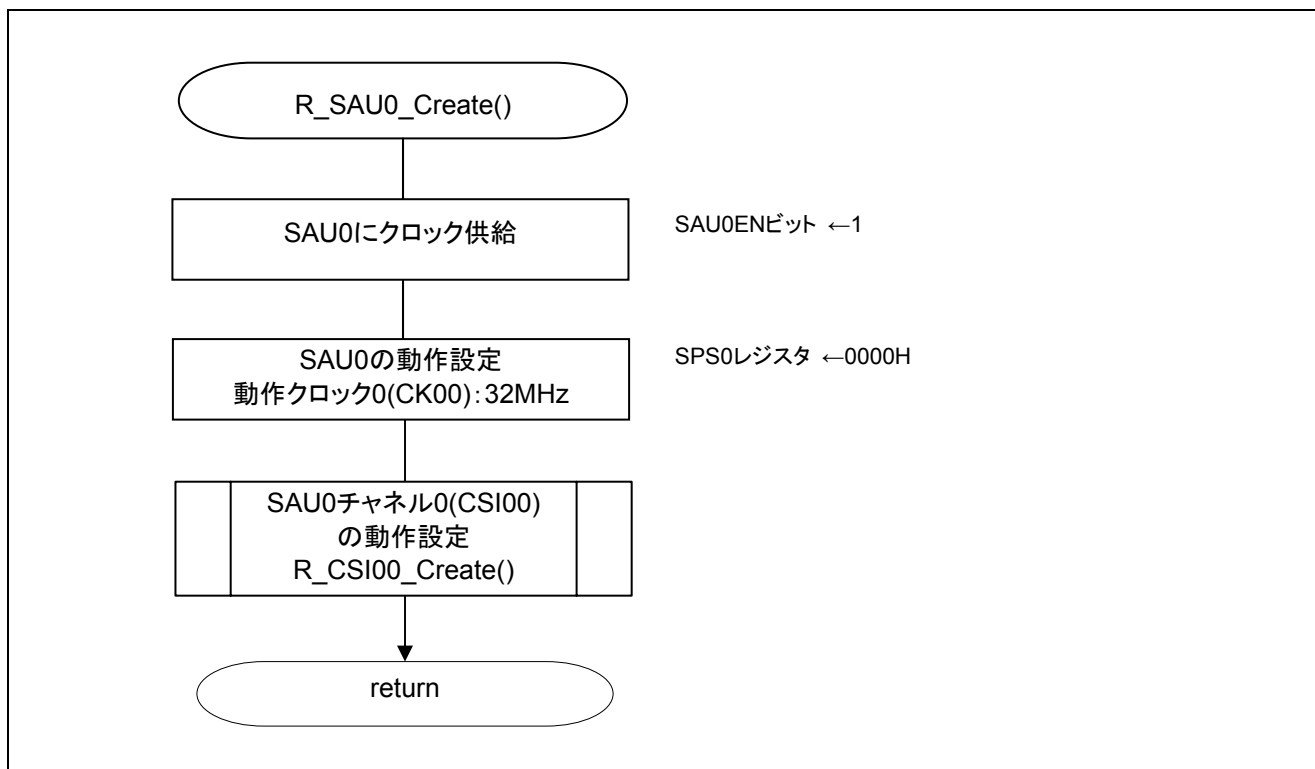 R_SAU0_Create()
SAU0にクロック供給
SAU0ENビット ←1
SAU0の動作設定
動作クロック0(CK00):32MHz
SPS0レジスタ ←0000H
SAU0チャネル0(CSI00)
の動作設定
R_CSI00_Create()
return